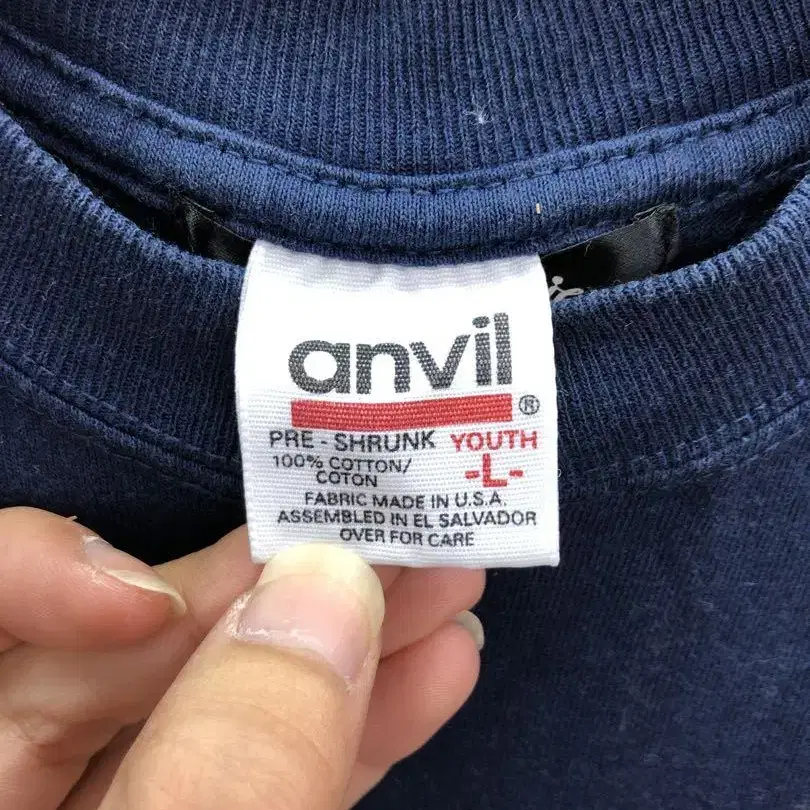 anvil®
PRE - SHRUNK YOUTH
100% COTTON/ -L-
COTON
FABRIC MADE IN U.S.A.
ASSEMBLED IN EL SALVADOR
OVER FOR CARE